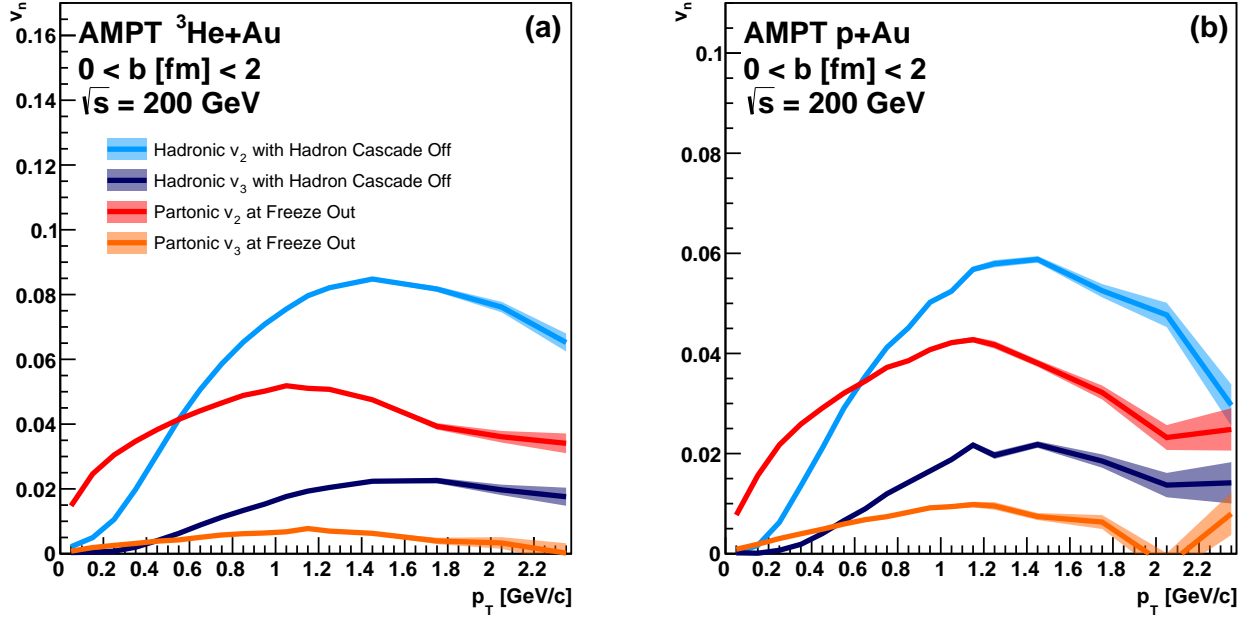 v_n
(a)
AMPT ³He+Au
0 < b [fm] < 2
√s = 200 GeV
Hadronic v_2 with Hadron Cascade Off
Hadronic v_3 with Hadron Cascade Off
Partonic v_2 at Freeze Out
Partonic v_3 at Freeze Out
0.16
0.14
0.12
0.1
0.08
0.06
0.04
0.02
0
0 0.2 0.4 0.6 0.8 1 1.2 1.4 1.6 1.8 2 2.2
p_T [GeV/c]
v_n
(b)
AMPT p+Au
0 < b [fm] < 2
√s = 200 GeV
0.1
0.08
0.06
0.04
0.02
0
0 0.2 0.4 0.6 0.8 1 1.2 1.4 1.6 1.8 2 2.2
p_T [GeV/c]